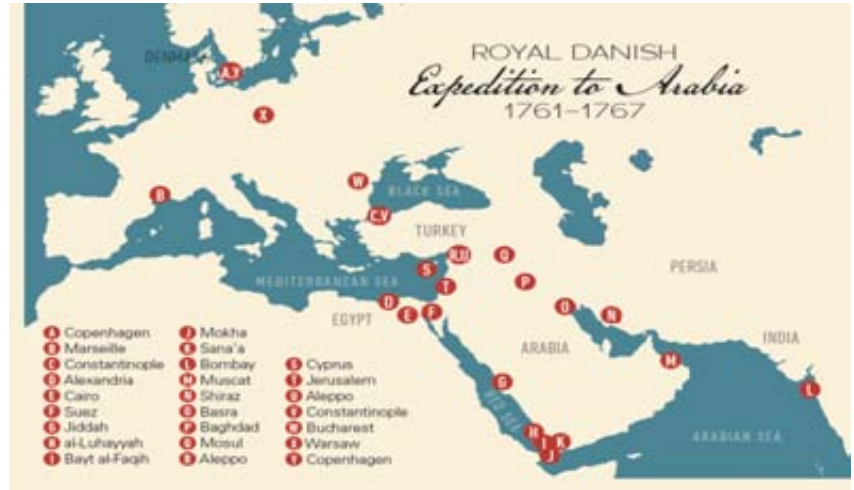 ROYAL DANISH
Expedition to Arabia
1761–1767
DENMARK
A,Y
X
B
W
BLACK SEA
C,V
TURKEY
R,U
Q
S
MEDITERRANEAN SEA
T
P
PERSIA
D
E
F
O
N
EGYPT
ARABIA
INDIA
M
G
L
RED SEA
H
I
K
J
ARABIAN SEA
A Copenhagen
B Marseille
C Constantinople
D Alexandria
E Cairo
F Suez
G Jiddah
H al-Luhayyah
I Bayt al-Faqih
J Mokha
K Sana'a
L Bombay
M Muscat
N Shiraz
O Basra
P Baghdad
Q Mosul
R Aleppo
S Cyprus
T Jerusalem
U Aleppo
V Constantinople
W Bucharest
X Warsaw
Y Copenhagen